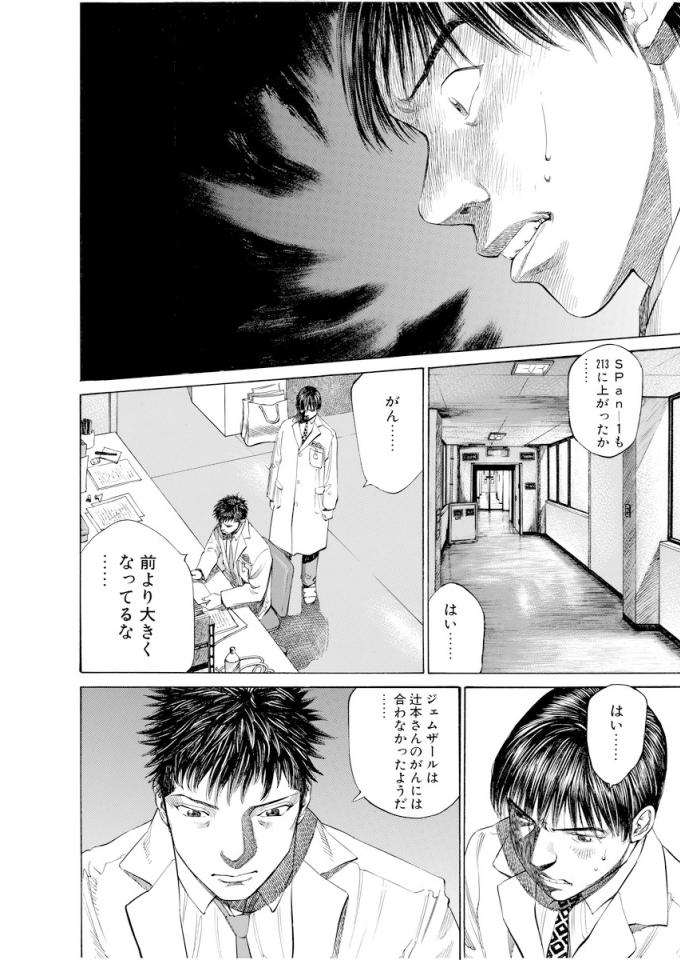 SPan-1も
213に上がったか
はい……
がん……
前より大きく
なってるな
……
はい……
ジェムザールは
辻本さんのがんには
合わなかったようだ
……